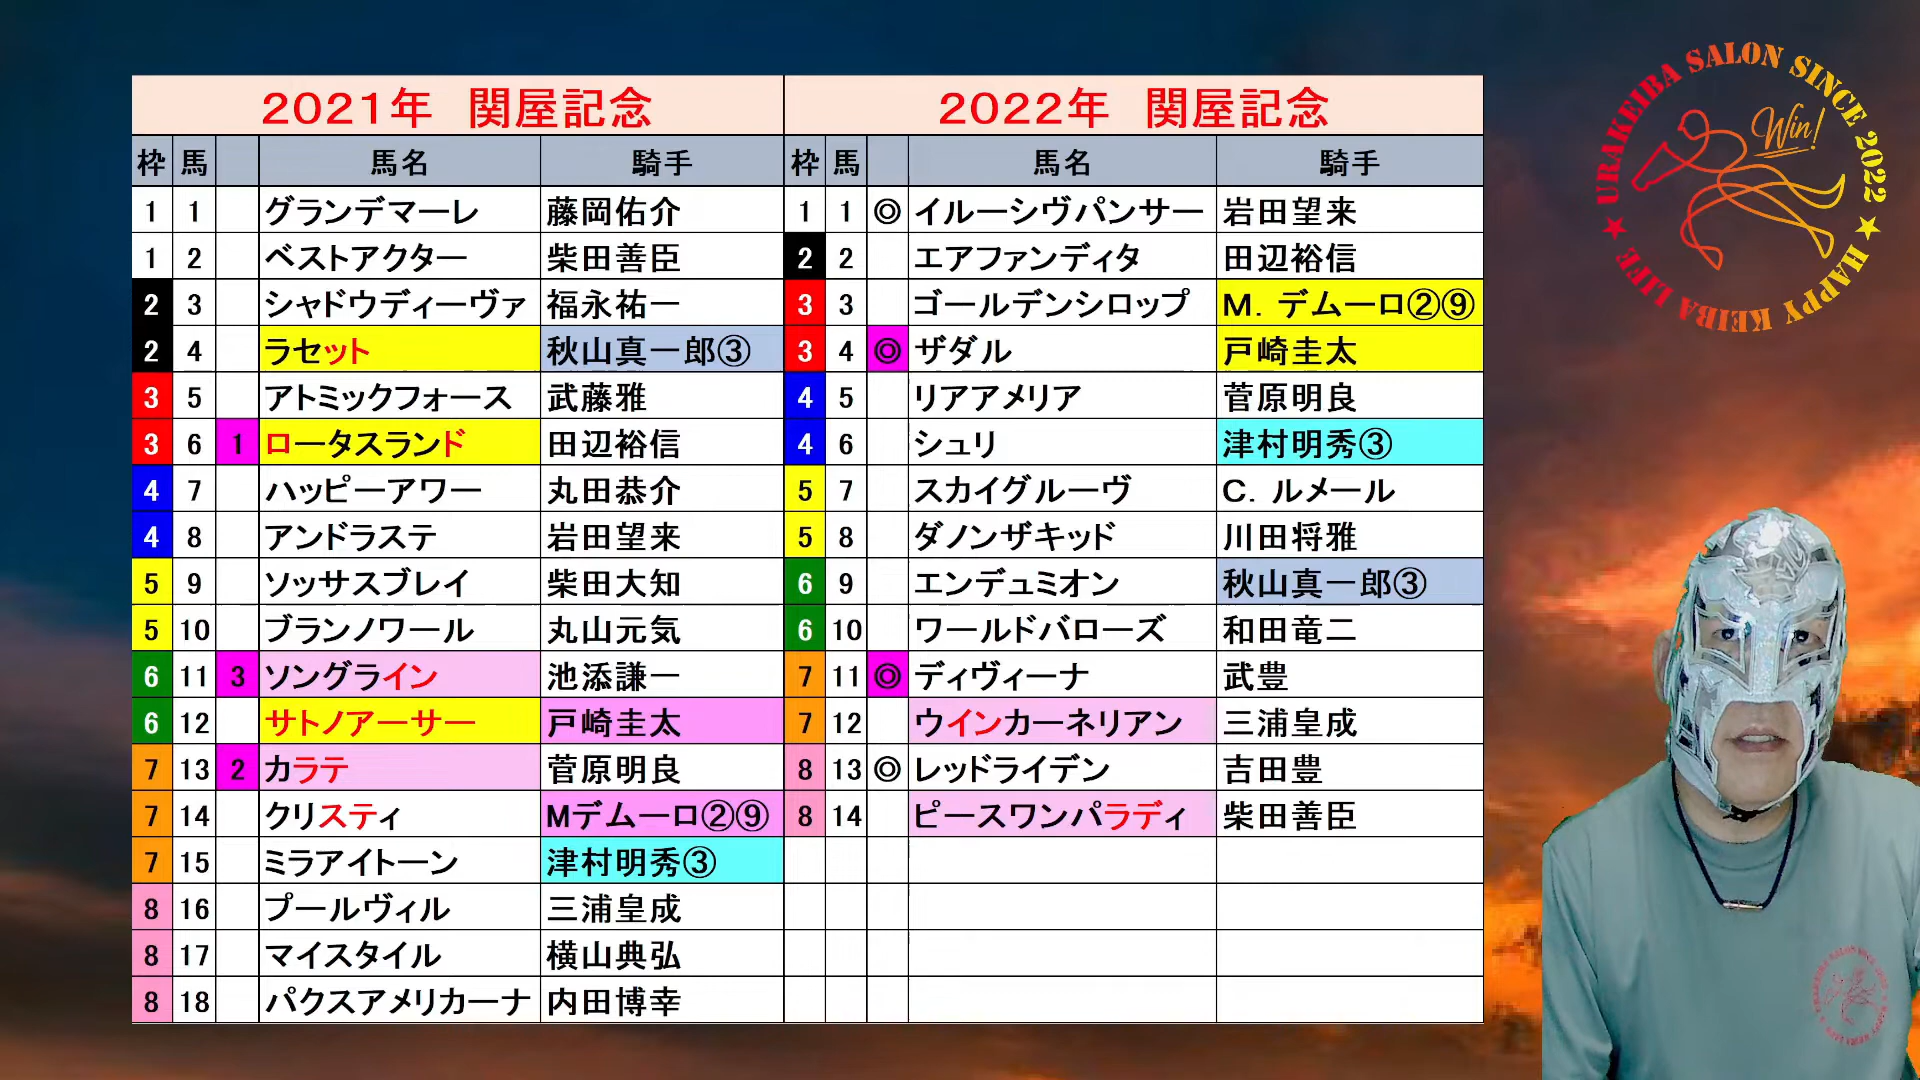 2021年 関屋記念
枠 馬 馬名 騎手
1 1 グランデマーレ 藤岡佑介
1 2 ベストアクター 柴田善臣
2 3 シャドウディーヴァ 福永祐一
2 4 ラセット 秋山真一郎③
3 5 アトミックフォース 武藤雅
3 6 1 ロータスランド 田辺裕信
4 7 ハッピーアワー 丸田恭介
4 8 アンドラステ 岩田望来
5 9 ソッサスブレイ 柴田大知
5 10 ブランノワール 丸山元気
6 11 3 ソングライン 池添謙一
6 12 サトノアーサー 戸崎圭太
7 13 2 カラテ 菅原明良
7 14 クリスティ Mデムーロ②⑨
7 15 ミラアイトーン 津村明秀③
8 16 プールヴィル 三浦皇成
8 17 マイスタイル 横山典弘
8 18 パクスアメリカーナ 内田博幸
2022年 関屋記念
枠 馬 馬名 騎手
1 1 ◎ イルーシヴパンサー 岩田望来
2 2 エアファンディタ 田辺裕信
3 3 ゴールデンシロップ M. デムーロ②⑨
3 4 ◎ ザダル 戸崎圭太
4 5 リアアメリア 菅原明良
4 6 シュリ 津村明秀③
5 7 スカイグルーヴ C. ルメール
5 8 ダノンザキッド 川田将雅
6 9 エンデュミオン 秋山真一郎③
6 10 ワールドバローズ 和田竜二
7 11 ◎ ディヴィーナ 武豊
7 12 ウインカーネリアン 三浦皇成
8 13 ◎ レッドライデン 吉田豊
8 14 ピースワンパラディ 柴田善臣
URAKEIBA SALON SINCE 2022 ★ HAPPY KEIBA LIFE ★
Win!